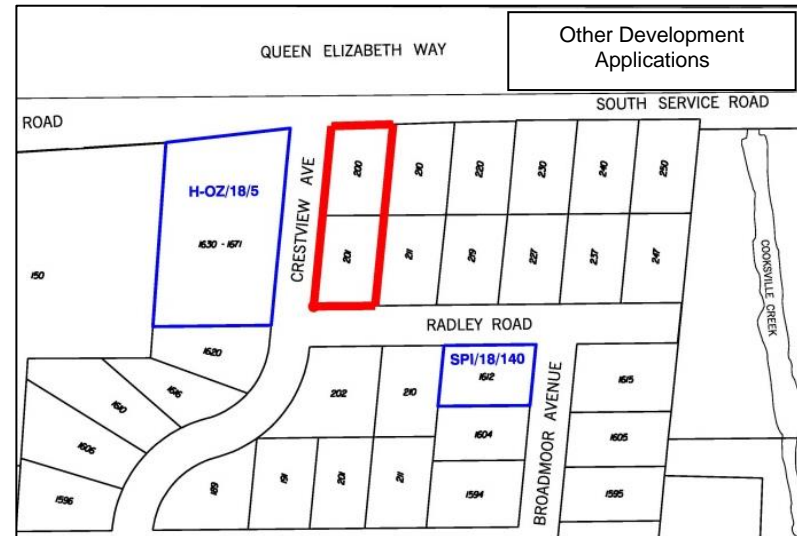 Other Development
Applications
QUEEN ELIZABETH WAY
SOUTH SERVICE ROAD
ROAD
H-OZ/18/5
1630 - 1671
150
CRESTVIEW AVE
200
210
220
230
240
250
201
211
219
227
237
247
COOKSVILLE CREEK
RADLEY ROAD
1620
1616
1610
1606
1596
202
210
SPI/18/140
1612
1604
1594
BROADMOOR AVENUE
1615
1605
1595
189
191
201
211